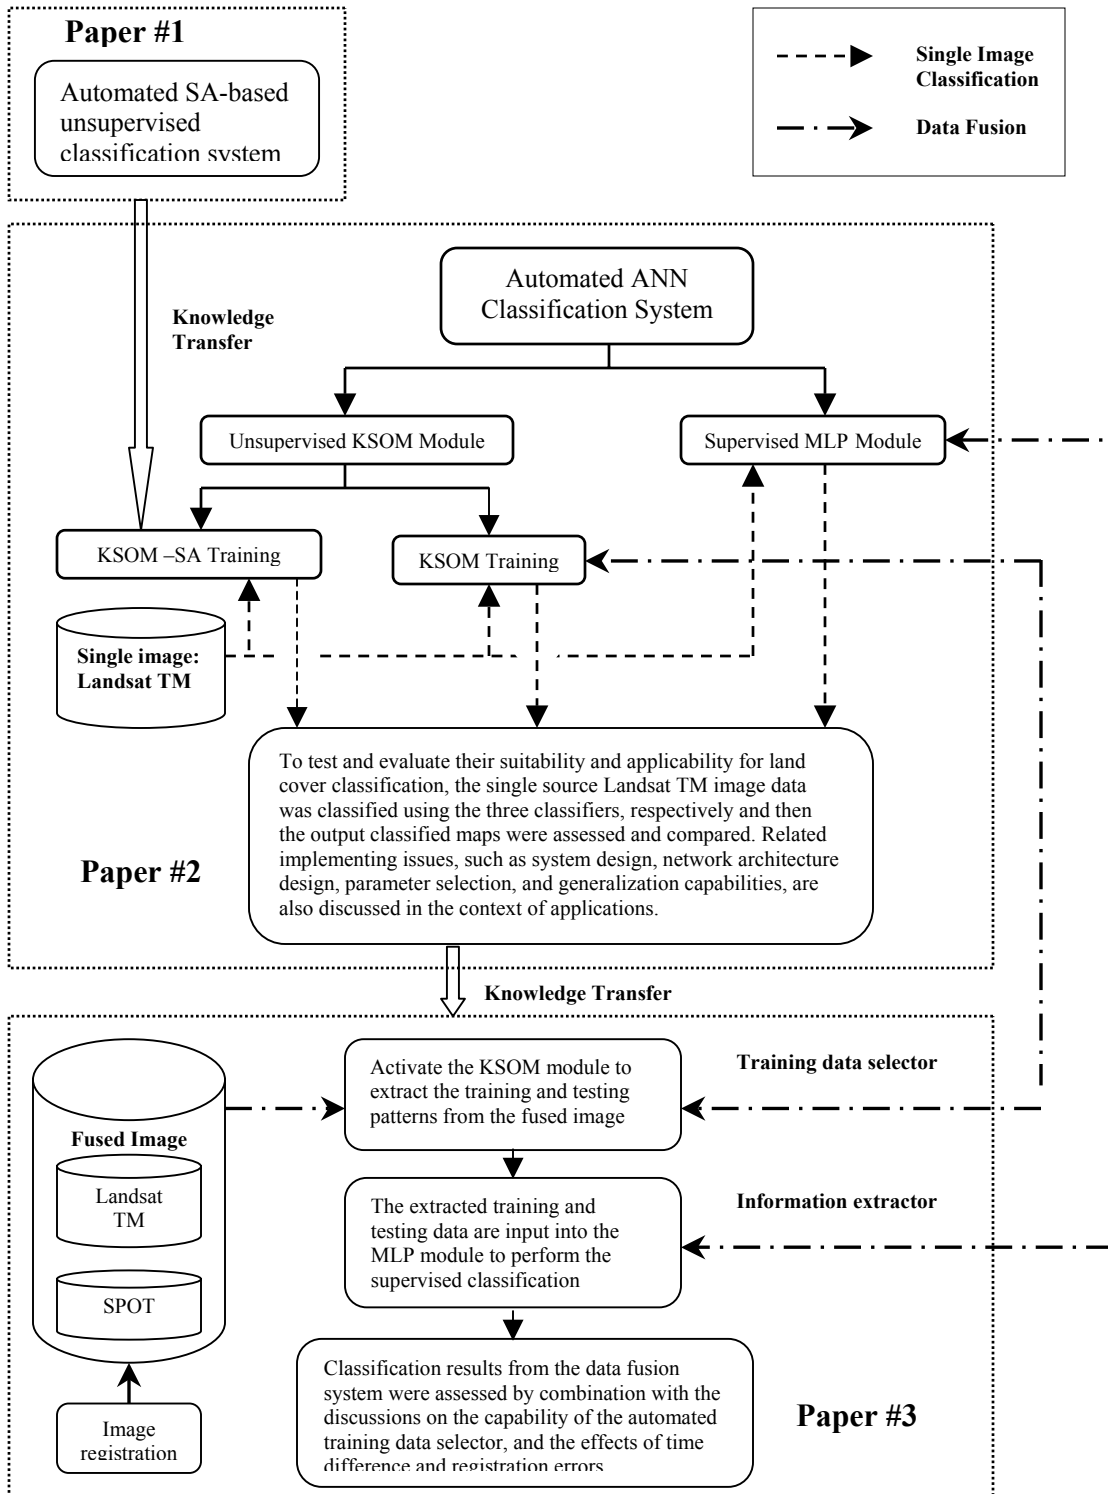 Paper #1
Automated SA-based
unsupervised
classification system
Single Image
Classification
Data Fusion
Automated ANN
Classification System
Knowledge
Transfer
Unsupervised KSOM Module
Supervised MLP Module
KSOM –SA Training
KSOM Training
Single image:
Landsat TM
To test and evaluate their suitability and applicability for land
cover classification, the single source Landsat TM image data
was classified using the three classifiers, respectively and then
the output classified maps were assessed and compared. Related
implementing issues, such as system design, network architecture
design, parameter selection, and generalization capabilities, are
also discussed in the context of applications.
Paper #2
Knowledge Transfer
Activate the KSOM module to
extract the training and testing
patterns from the fused image
Training data selector
Fused Image
Landsat
TM
SPOT
The extracted training and
testing data are input into the
MLP module to perform the
supervised classification
Information extractor
Classification results from the data fusion
system were assessed by combination with the
discussions on the capability of the automated
training data selector, and the effects of time
difference and registration errors
Paper #3
Image
registration